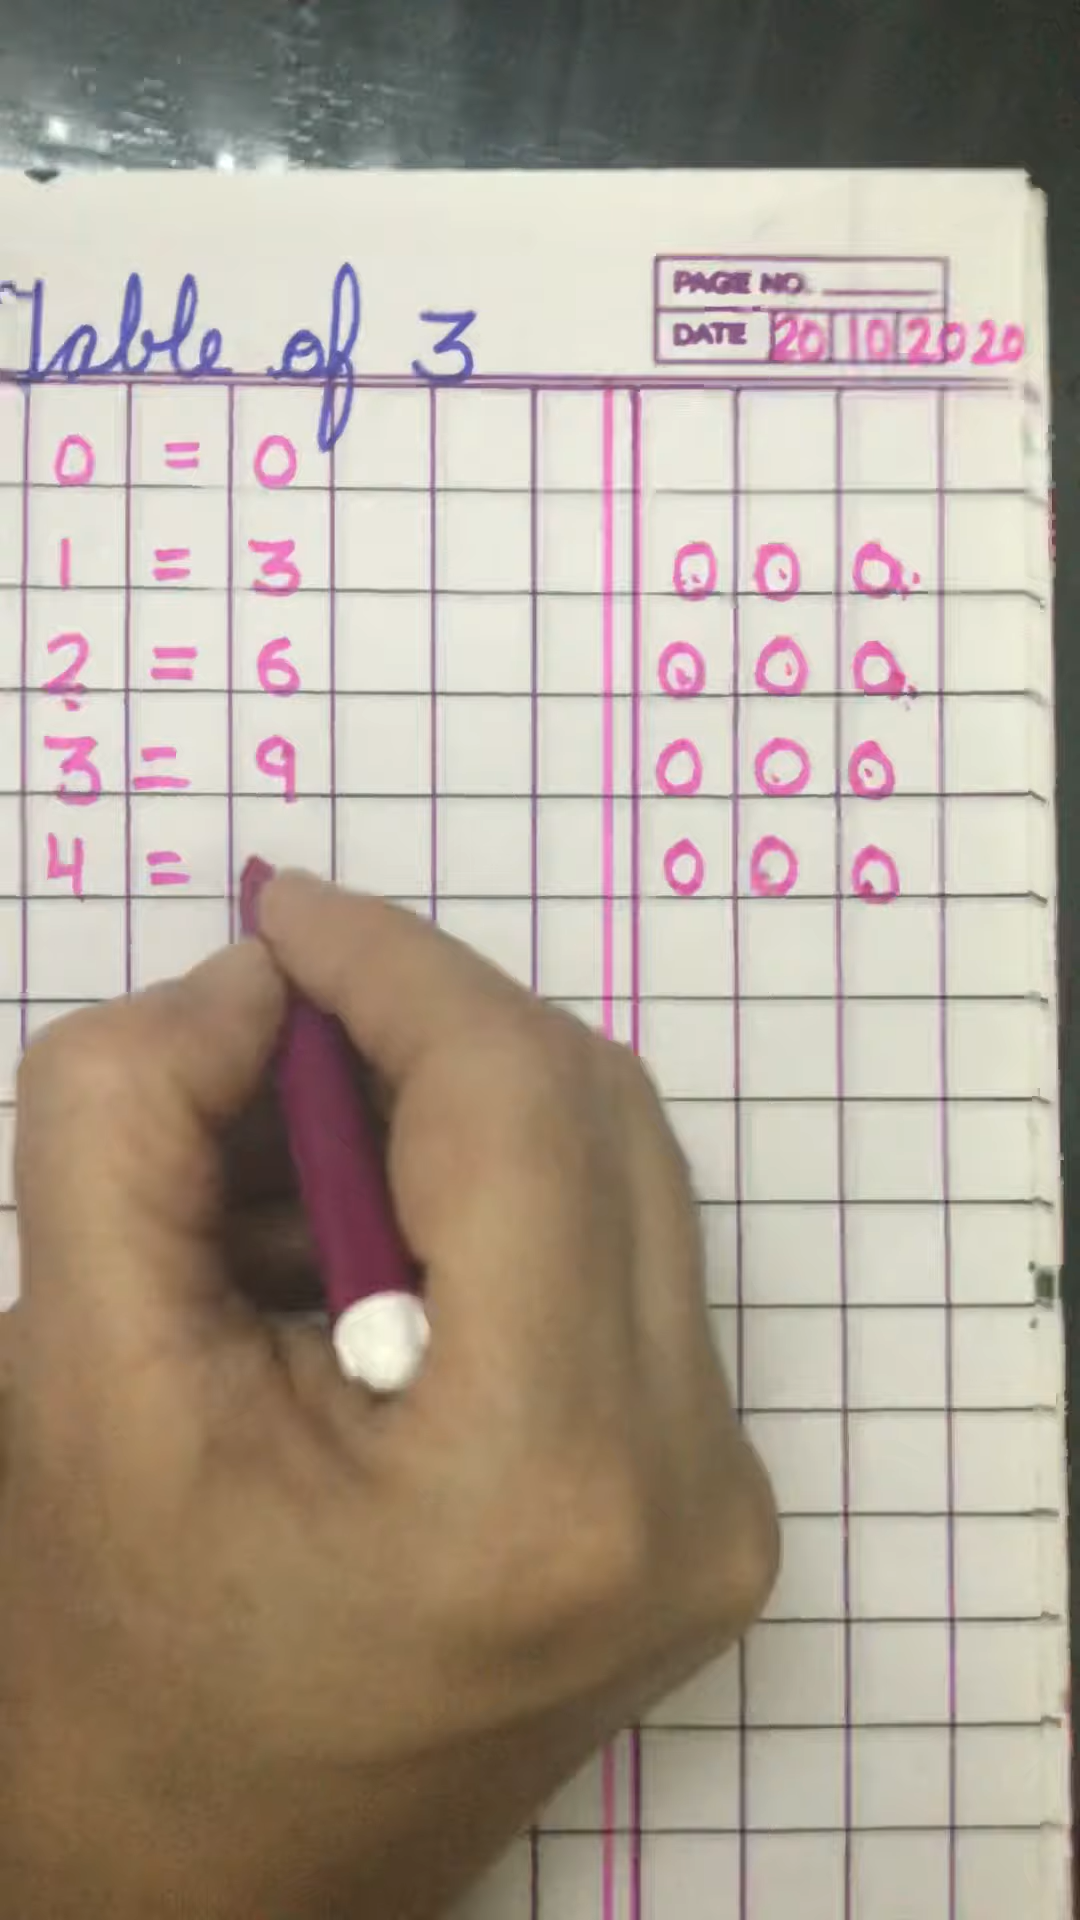 Table of 3
PAGE NO.
DATE 20 10 2020
0 = 0
1 = 3
2 = 6
3 = 9
4 =